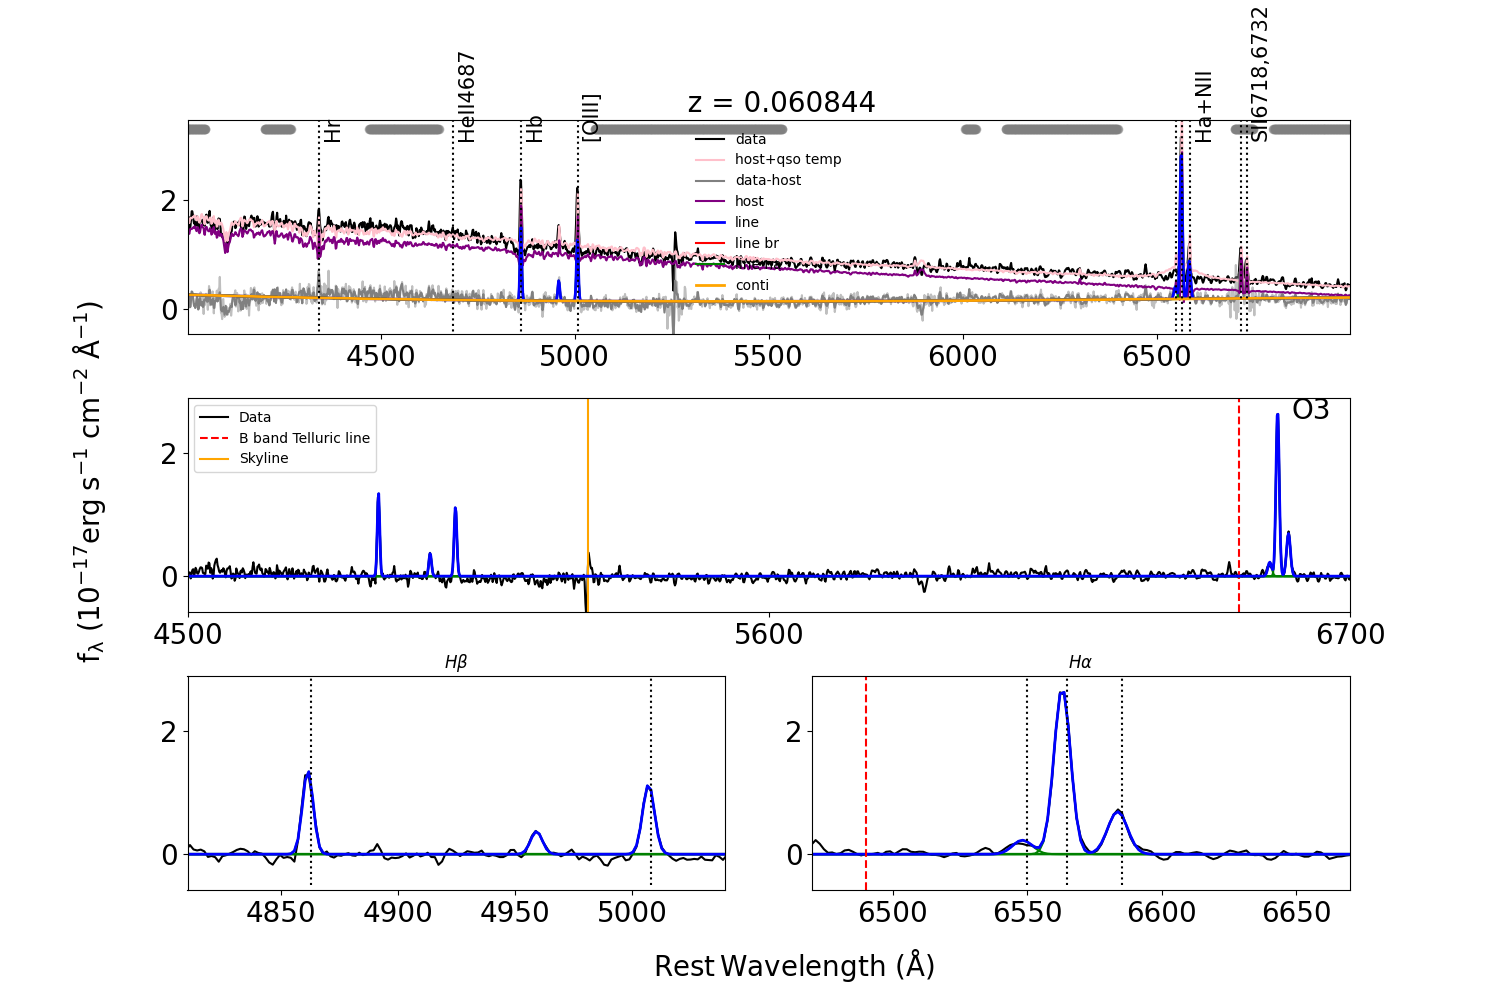 z = 0.060844
Hr
HeII4687
Hb
[OIII]
Ha+NII
SII6718,6732
data
host+qso temp
data-host
host
line
line br
conti
2
0
4500
5000
5500
6000
6500
fλ (10⁻¹⁷erg s⁻¹ cm⁻² Å⁻¹)
Data
B band Telluric line
Skyline
O3
2
0
4500
5600
6700
Hβ
2
0
4850
4900
4950
5000
Hα
2
0
6500
6550
6600
6650
Rest Wavelength (Å)